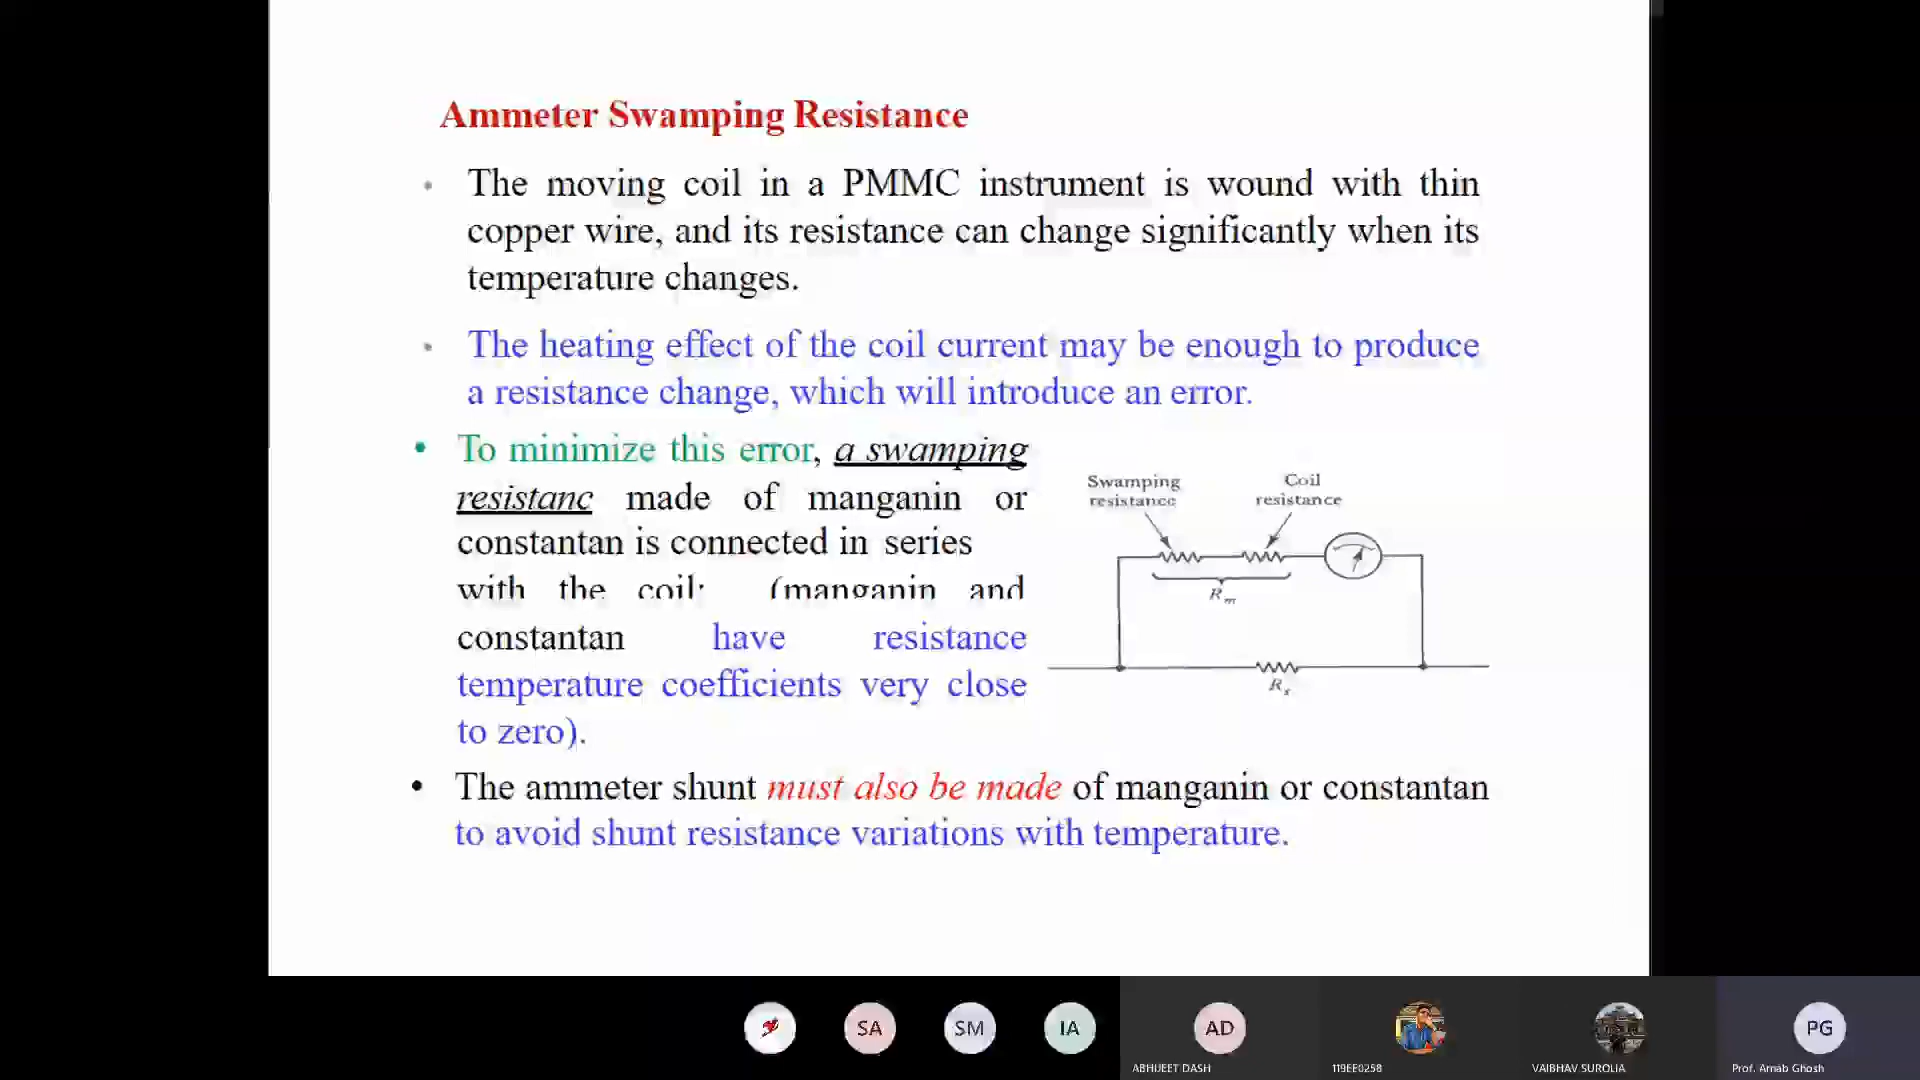 Ammeter Swamping Resistance
• The moving coil in a PMMC instrument is wound with thin
copper wire, and its resistance can change significantly when its
temperature changes.
• The heating effect of the coil current may be enough to produce
a resistance change, which will introduce an error.
• To minimize this error, a swamping
resistanc made of manganin or
constantan is connected in series
with the coil; (manganin and
constantan have resistance
temperature coefficients very close
to zero).
Swamping
resistance
Coil
resistance
Rm
Rs
• The ammeter shunt must also be made of manganin or constantan
to avoid shunt resistance variations with temperature.
SA
SM
IA
AD
PG
ABHIJEET DASH
119EE0258
VAIBHAV SUROLIA
Prof. Arnab Ghosh